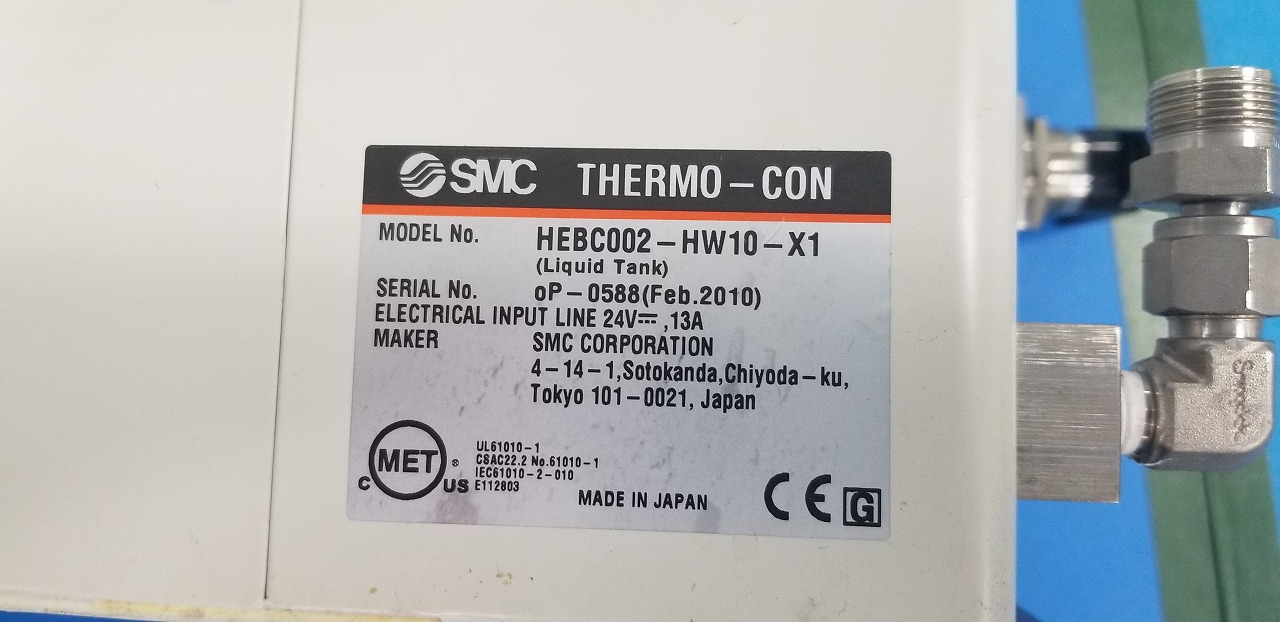 SMC THERMO-CON
MODEL No. HEBC002-HW10-X1
(Liquid Tank)
SERIAL No. oP-0588(Feb.2010)
ELECTRICAL INPUT LINE 24V⎓,13A
MAKER SMC CORPORATION
4-14-1,Sotokanda,Chiyoda-ku,
Tokyo 101-0021, Japan
UL61010-1
CSAC22.2 No.61010-1
IEC61010-2-010
E112803
C MET ® US
MADE IN JAPAN
CE G